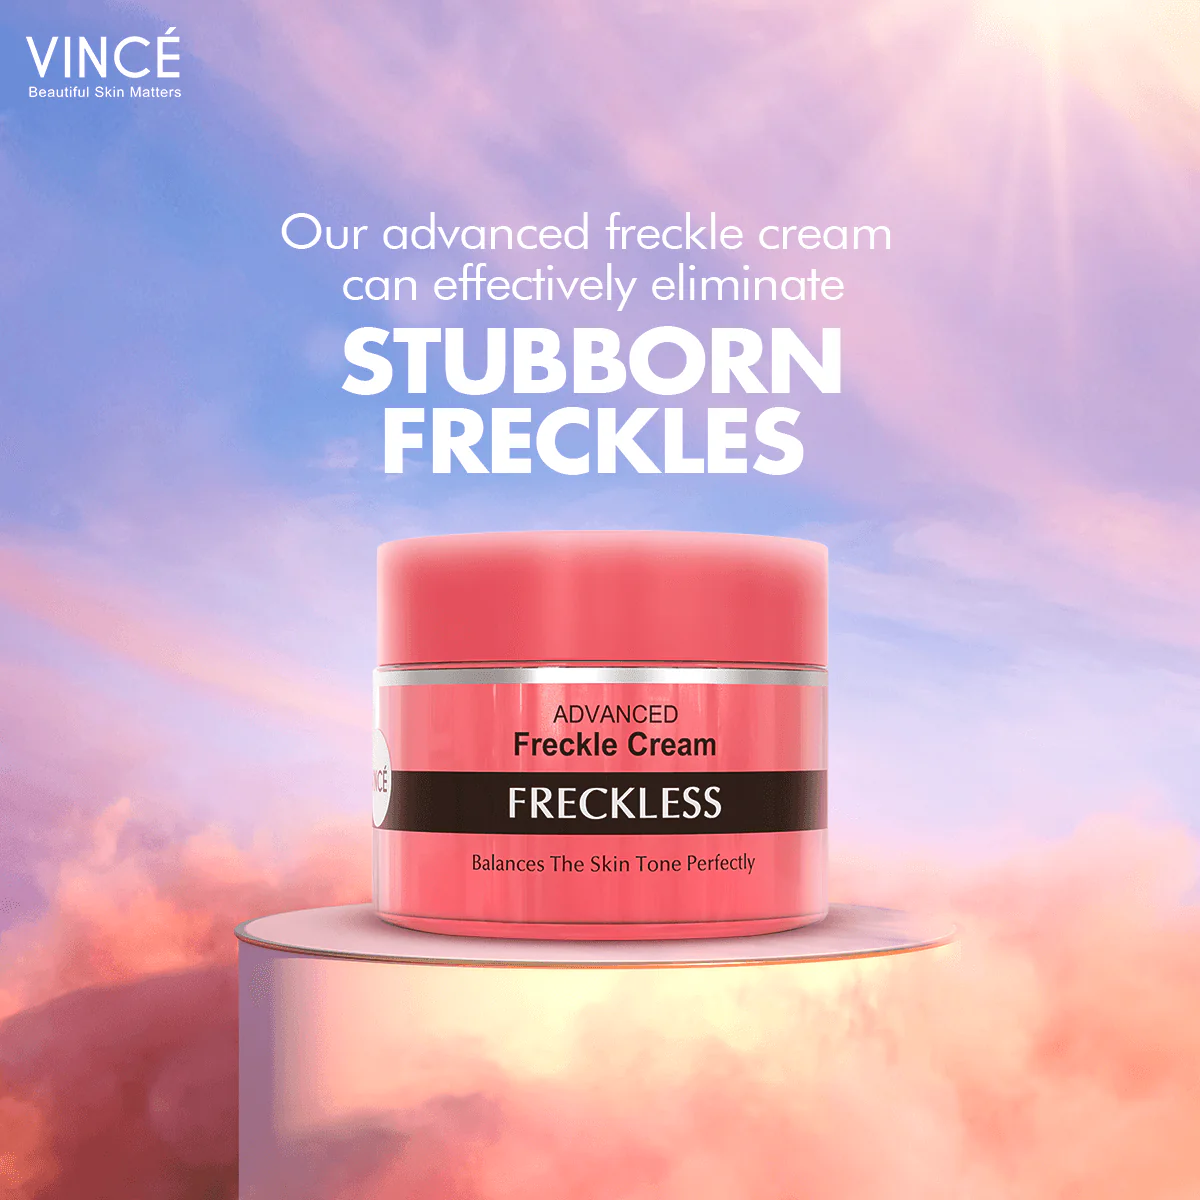 VINCÉ
Beautiful Skin Matters
Our advanced freckle cream
can effectively eliminate
STUBBORN
FRECKLES
ADVANCED
Freckle Cream
FRECKLESS
Balances The Skin Tone Perfectly